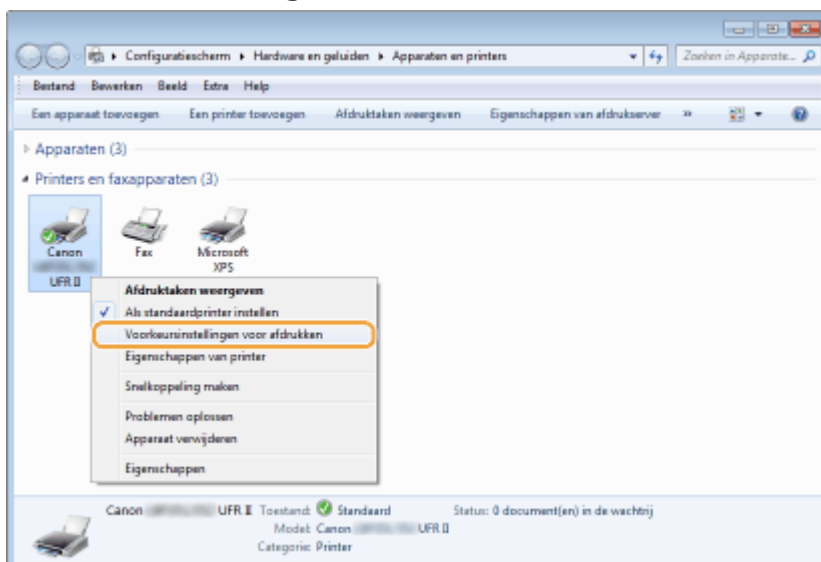 Configuratiescherm ▸ Hardware en geluiden ▸ Apparaten en printers
Zoeken in Apparate...
Bestand Bewerken Beeld Extra Help
Een apparaat toevoegen Een printer toevoegen Afdruktaken weergeven Eigenschappen van afdrukserver »
Apparaten (3)
Printers en faxapparaten (3)
Canon
UFR II
Fax
Microsoft
XPS
Afdruktaken weergeven
Als standaardprinter instellen
Voorkeursinstellingen voor afdrukken
Eigenschappen van printer
Snelkoppeling maken
Problemen oplossen
Apparaat verwijderen
Eigenschappen
Canon UFR II Toestand: Standaard Status: 0 document(en) in de wachtrij
Model: Canon UFR II
Categorie: Printer